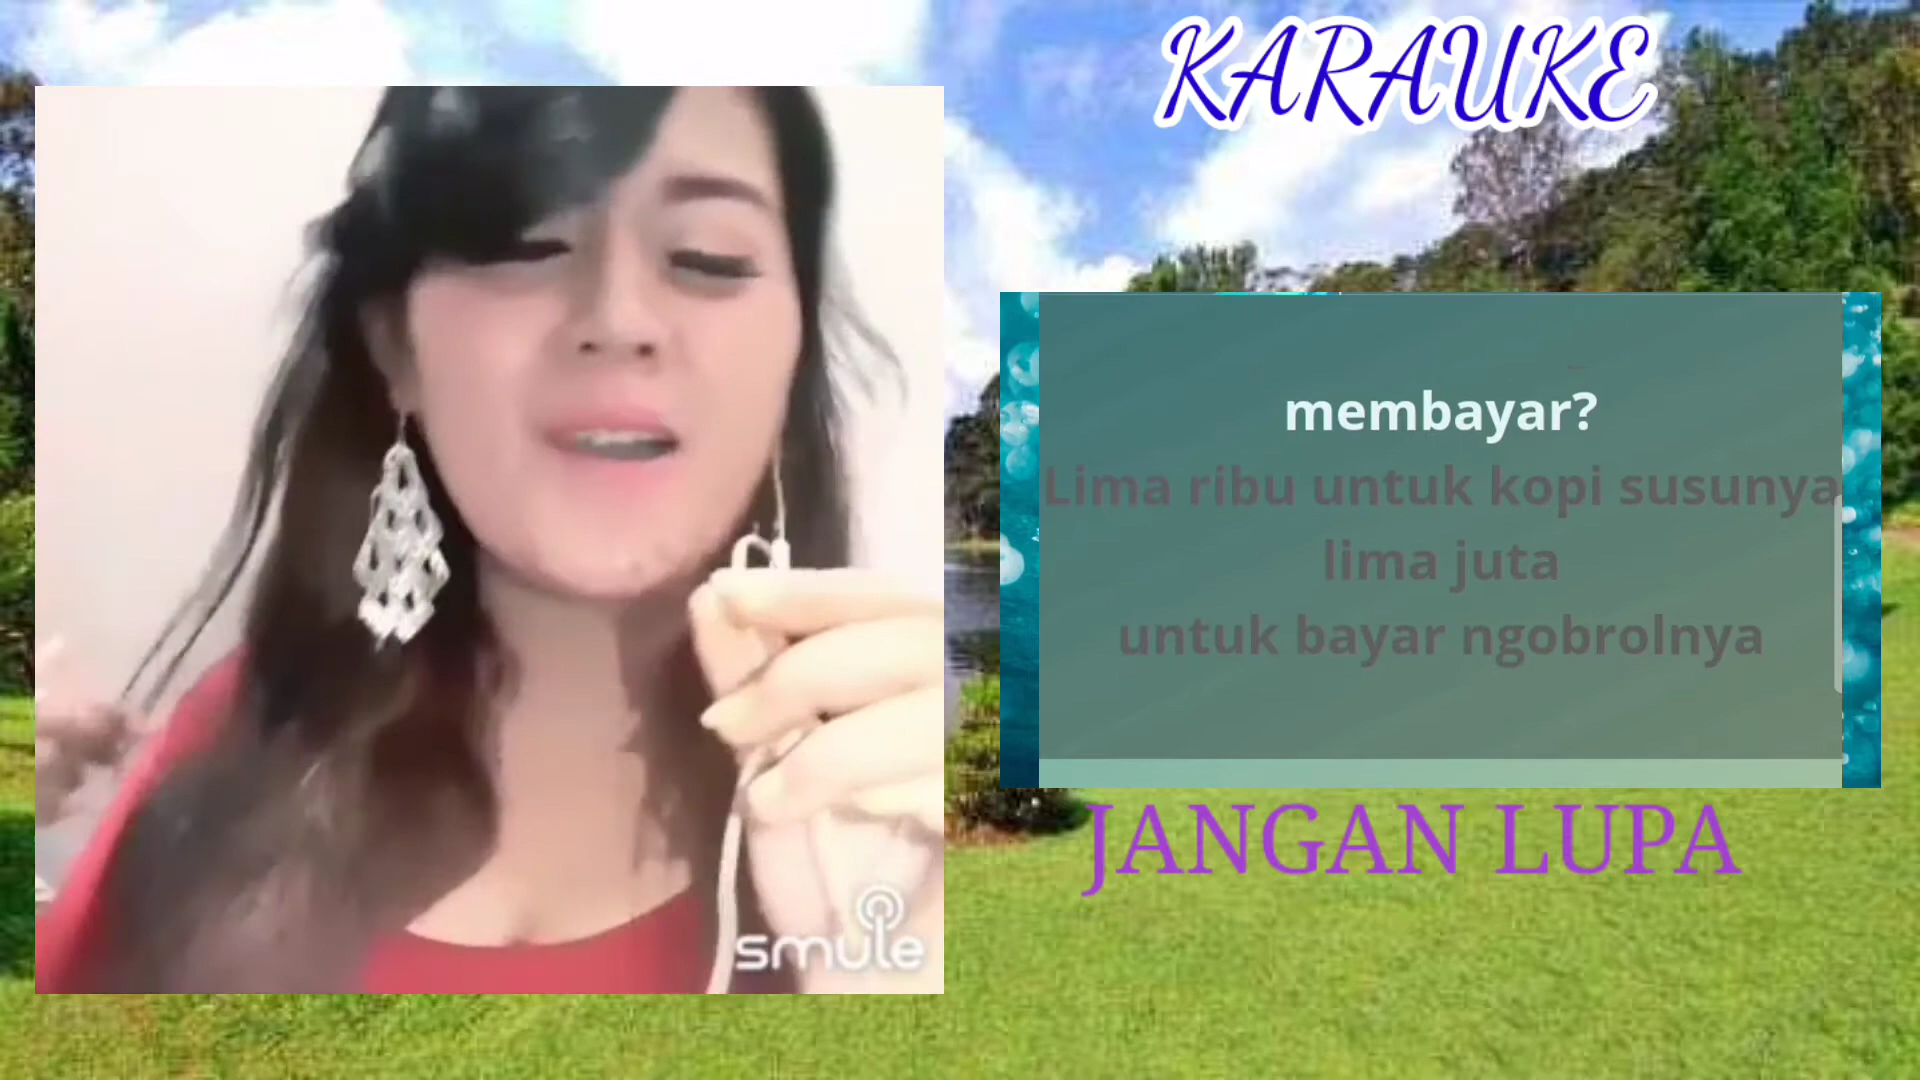 KARAUKE
membayar?
Lima ribu untuk kopi susunya
lima juta
untuk bayar ngobrolnya
JANGAN LUPA
smule